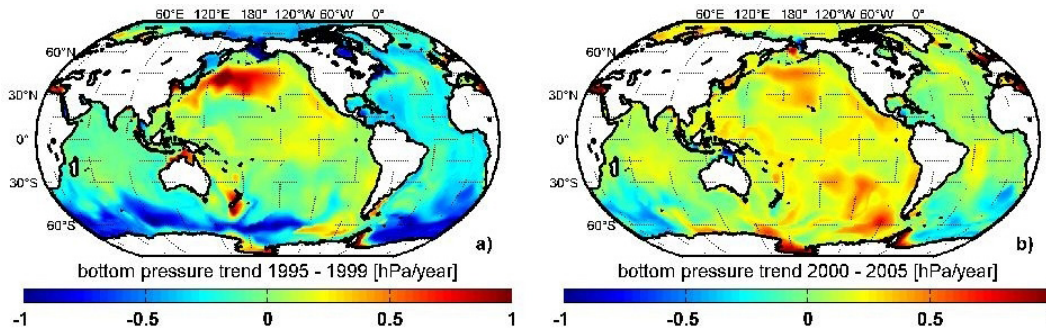 60°E 120°E 180° 120°W 60°W 0°
60°N
30°N
0°
30°S
60°S
a)
bottom pressure trend 1995 - 1999 [hPa/year]
-1 -0.5 0 0.5 1
60°E 120°E 180° 120°W 60°W 0°
60°N
30°N
0°
30°S
60°S
b)
bottom pressure trend 2000 - 2005 [hPa/year]
-1 -0.5 0 0.5